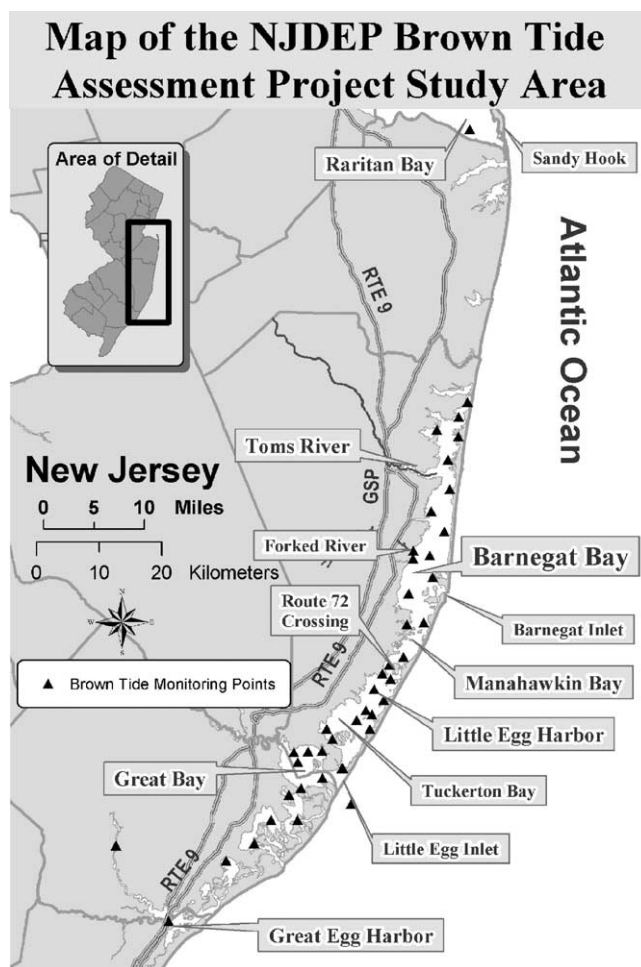 Map of the NJDEP Brown Tide
Assessment Project Study Area
Area of Detail
Raritan Bay
Sandy Hook
RTE 9
Atlantic Ocean
Toms River
New Jersey
0 5 10 Miles
0 10 20 Kilometers
GSP
Forked River
Barnegat Bay
Route 72
Crossing
Barnegat Inlet
N
W E
S
RTE 9
Manahawkin Bay
Brown Tide Monitoring Points
Little Egg Harbor
Great Bay
Tuckerton Bay
Little Egg Inlet
RTE 9
Great Egg Harbor